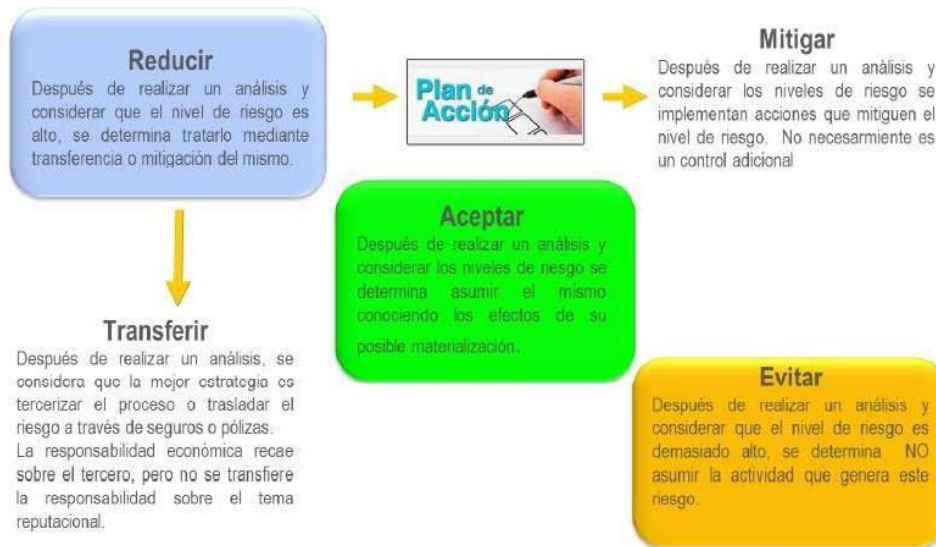 Reducir
Después de realizar un análisis y
considerar que el nivel de riesgo es
alto, se determina tratarlo mediante
transferencia o mitigación del mismo.
Plan de
Acción
Mitigar
Después de realizar un análisis y
considerar los niveles de riesgo se
implementan acciones que mitiguen el
nivel de riesgo. No necesarmiente es
un control adicional
Aceptar
Después de realizar un análisis y
considerar los niveles de riesgo se
determina asumir el mismo
conociendo los efectos de su
posible materialización.
Transferir
Después de realizar un análisis, se
considera que la mejor estrategia es
tercerizar el proceso o trasladar el
riesgo a través de seguros o pólizas.
La responsabilidad económica recae
sobre el tercero, pero no se transfiere
la responsabilidad sobre el tema
reputacional.
Evitar
Después de realizar un análisis y
considerar que el nivel de riesgo es
demasiado alto, se determina NO
asumir la actividad que genera este
riesgo.